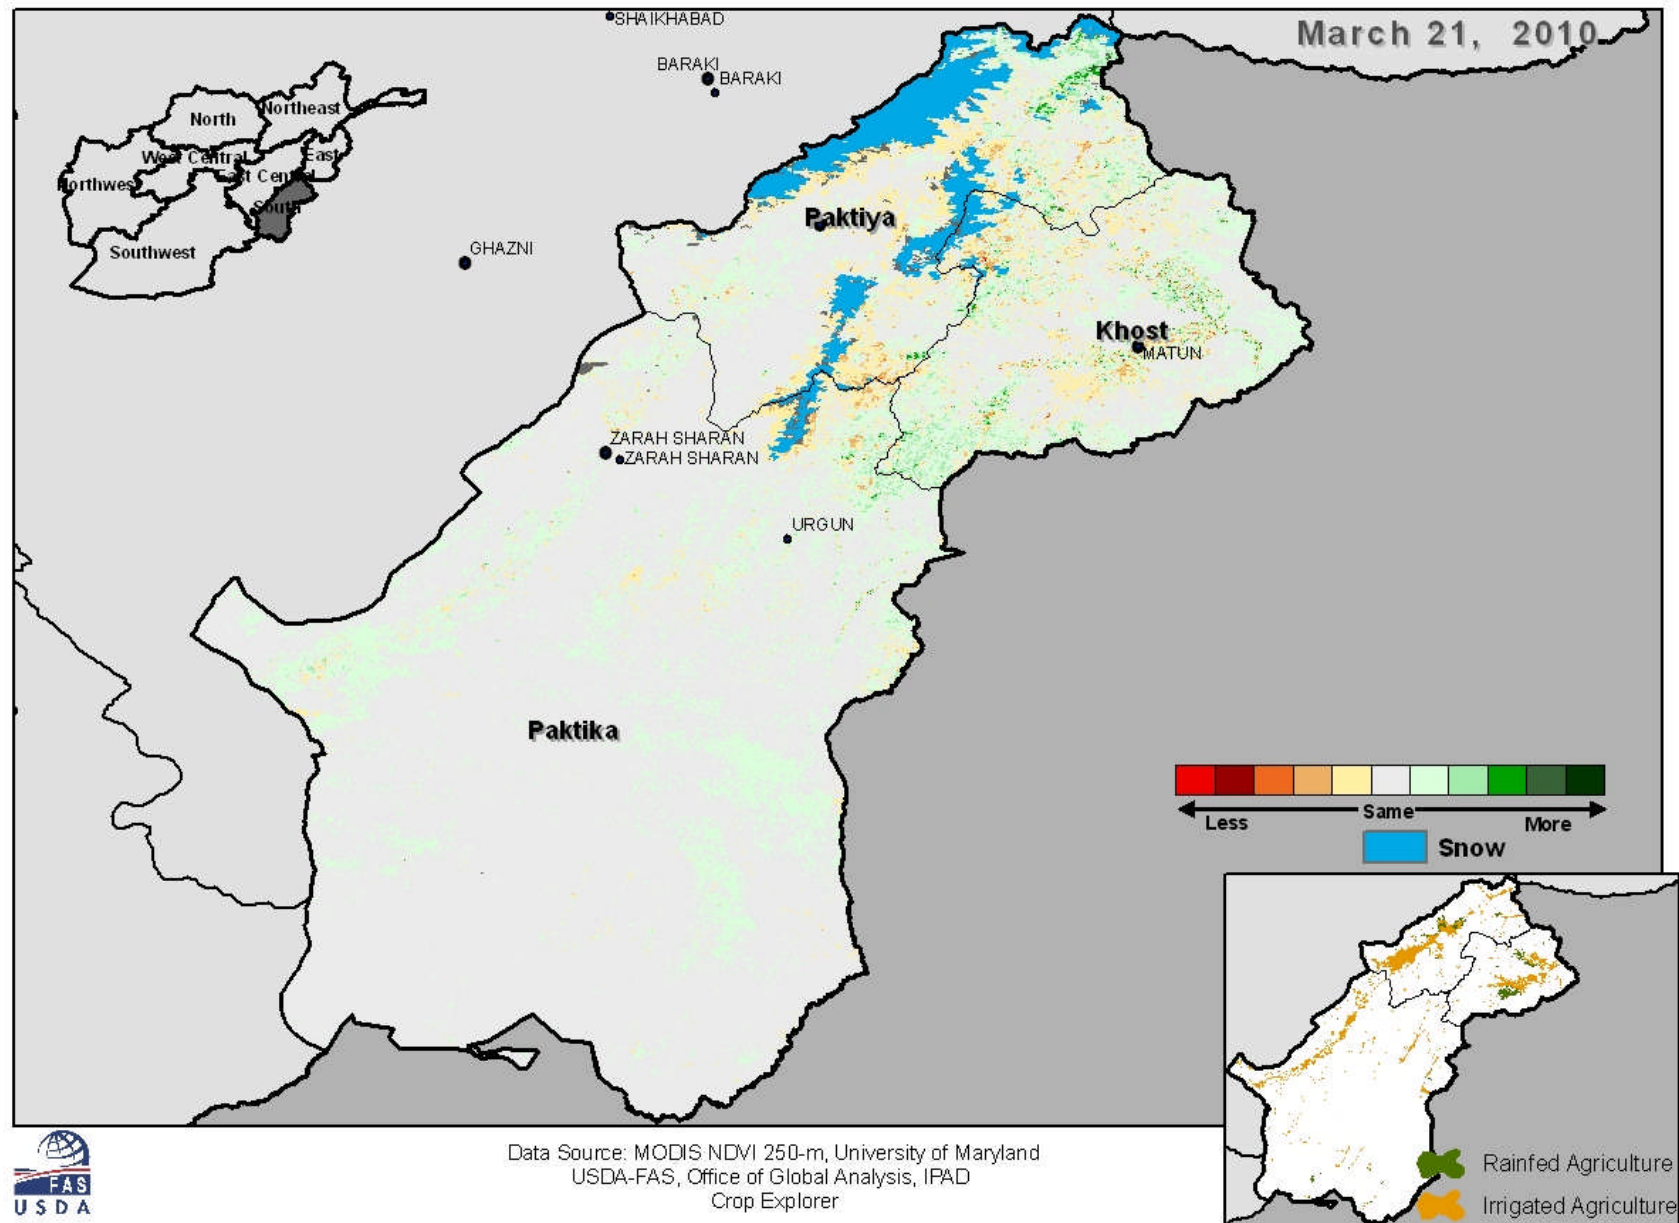 SHAIKHABAD
March 21, 2010
BARAKI
BARAKI
North
Northeast
West Central
East
East Central
Northwest
South
Southwest
GHAZNI
Paktiya
Khost
MATUN
ZARAH SHARAN
ZARAH SHARAN
URGUN
Paktika
Same
Less
More
Snow
Rainfed Agriculture
Irrigated Agriculture
FAS
USDA
Data Source: MODIS NDVI 250-m, University of Maryland
USDA-FAS, Office of Global Analysis, IPAD
Crop Explorer